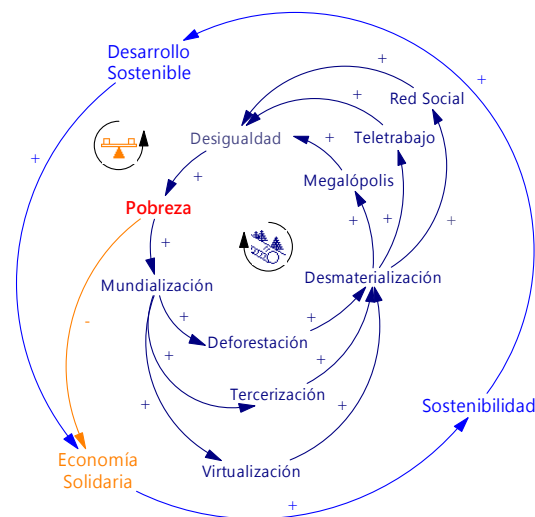 Desarrollo
Sostenible
+
+
Red Social
+
+
Desigualdad
+
Teletrabajo
+
Megalópolis
Pobreza
+
+
+
+
Mundialización
Desmaterialización
+
+
Deforestación
+
-
+
Tercerización
+
+
+
Sostenibilidad
Economía
Solidaria
Virtualización
+